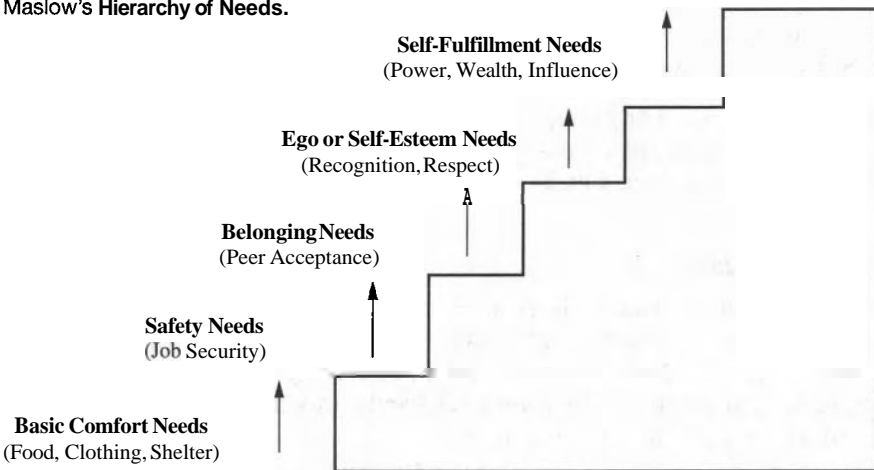 Maslow's Hierarchy of Needs.
Self-Fulfillment Needs
(Power, Wealth, Influence)
Ego or Self-Esteem Needs
(Recognition, Respect)
A
Belonging Needs
(Peer Acceptance)
Safety Needs
(Job Security)
Basic Comfort Needs
(Food, Clothing, Shelter)